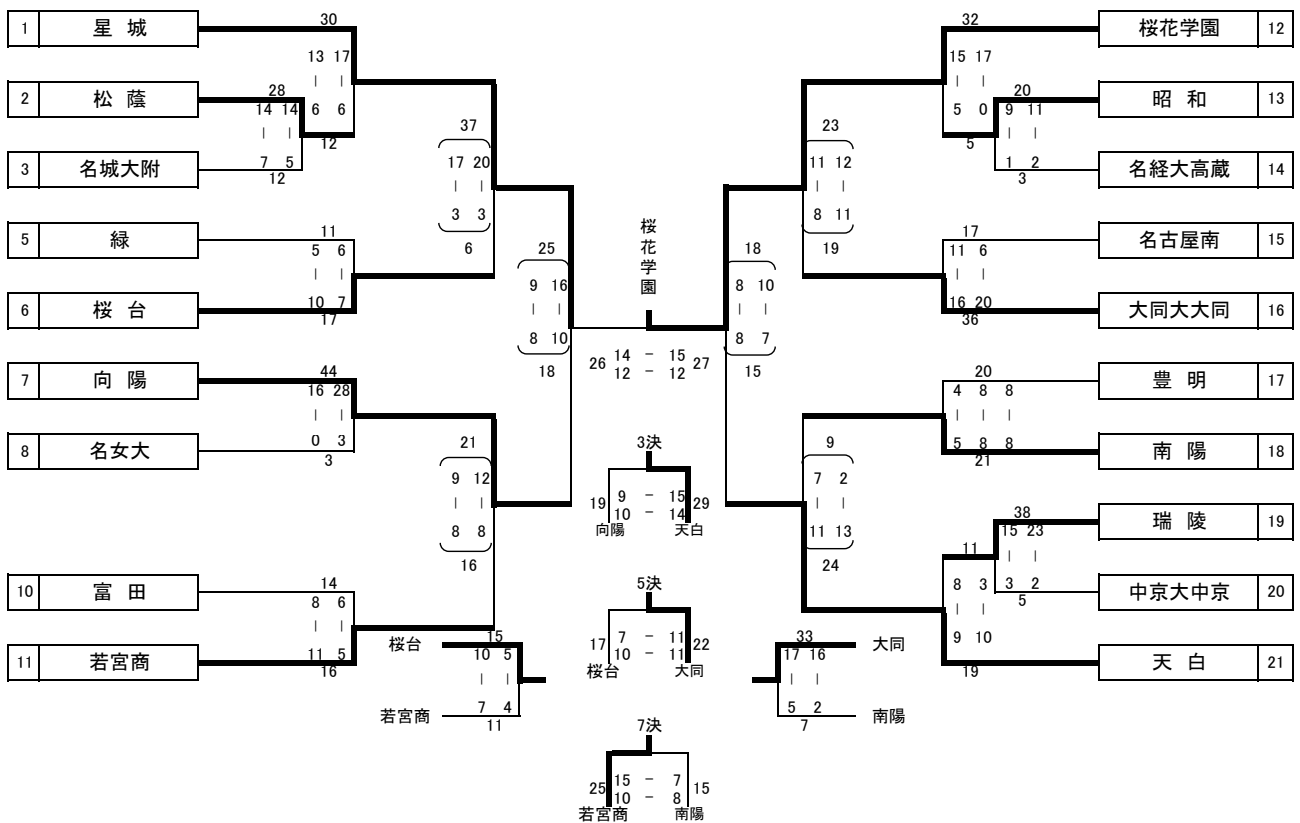 30
1 星 城
13 17
| |
6 6
12
28
2 松 蔭
14 14
| |
7 5
12
3 名城大附
37
17 20
| |
3 3
6
11
5 緑
5 6
| |
10 7
17
6 桜 台
25
9 16
| |
8 10
18
44
7 向 陽
16 28
| |
0 3
3
8 名女大
21
9 12
| |
8 8
16
14
10 富 田
8 6
| |
11 5
16
11 若宮商
桜花学園
26 14 - 15 27
12 - 12
3決
19 9 - 15 29
10 - 14
向陽 天白
5決
17 7 - 11 22
10 - 11
桜台 大同
7決
25 15 - 7 15
10 - 8
若宮商 南陽
桜台
15
10 5
| |
7 4
11
若宮商
33
大同
17 16
| |
5 2
7
南陽
32
桜花学園 12
15 17
| |
5 0
5
20
昭 和 13
9 11
| |
1 2
3
名経大高蔵 14
23
11 12
| |
8 11
19
17
名古屋南 15
11 6
| |
16 20
36
大同大大同 16
18
8 10
| |
8 7
15
20
豊 明 17
4 8 8
| | |
5 8 8
21
南 陽 18
9
7 2
| |
11 13
24
38
瑞 陵 19
15 23
| |
3 2
5
中京大中京 20
11
8 3
| |
9 10
19
天 白 21